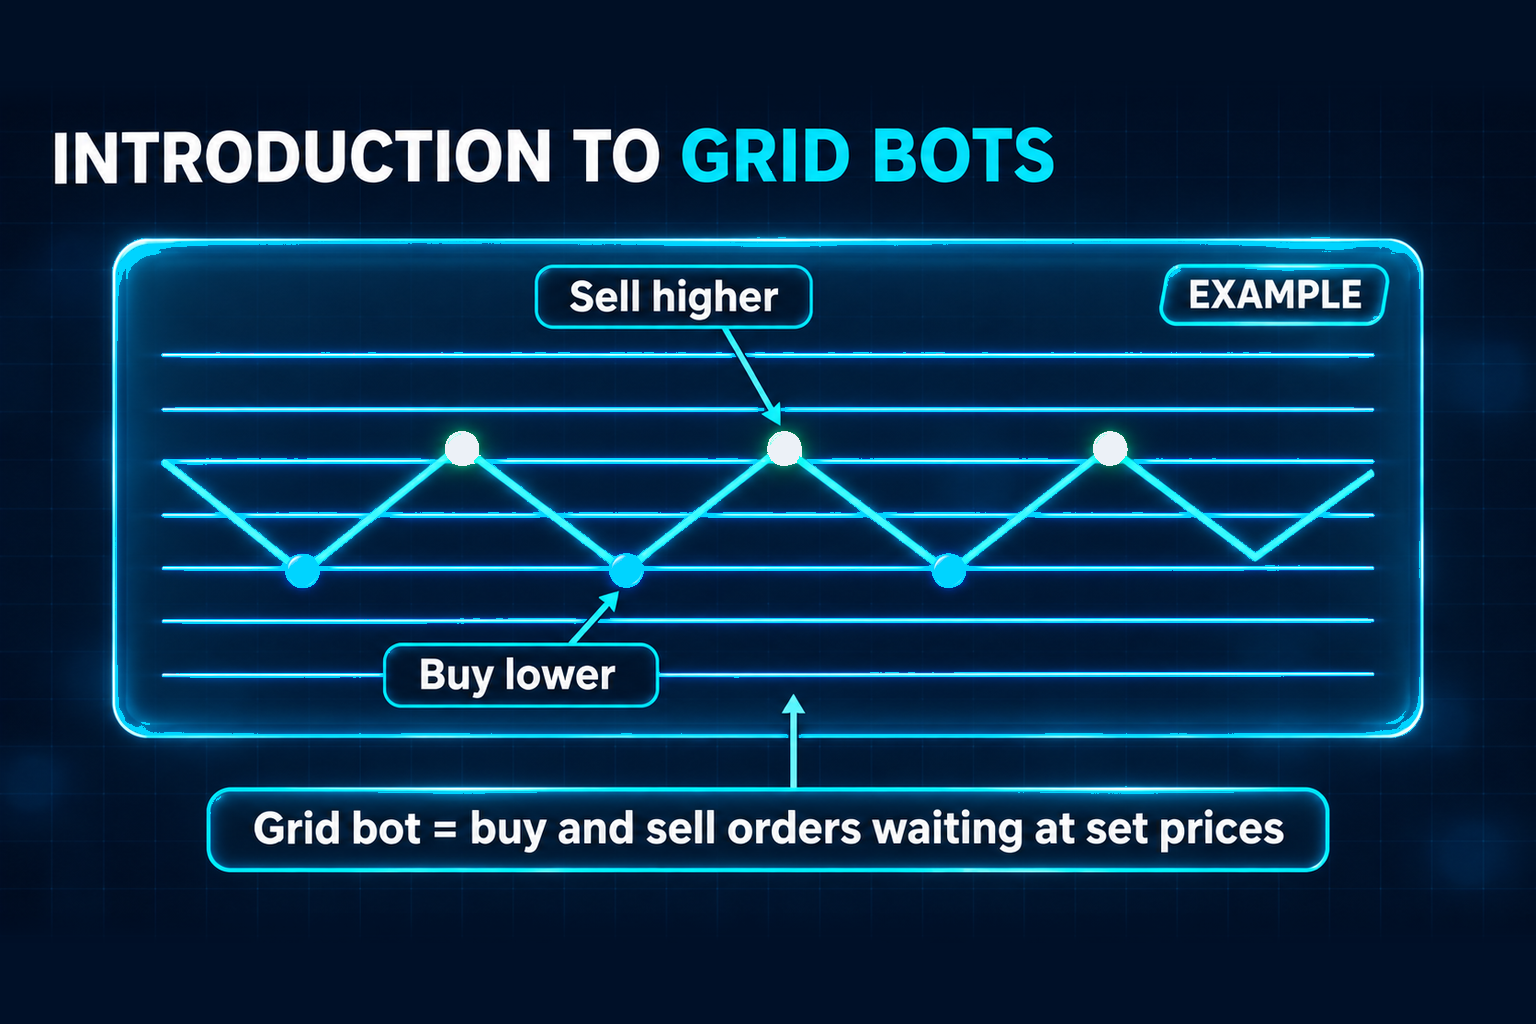 INTRODUCTION TO GRID BOTS
Sell higher
EXAMPLE
Buy lower
Grid bot = buy and sell orders waiting at set prices